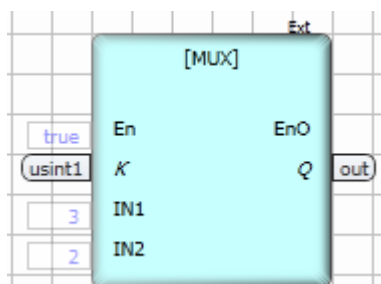 Ext
[MUX]
true En EnO
usint1 K Q out
3 IN1
2 IN2